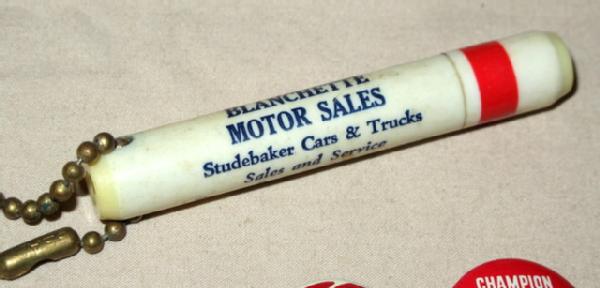 BLANCHETTE
MOTOR SALES
Studebaker Cars & Trucks
Sales and Service
CHAMPION